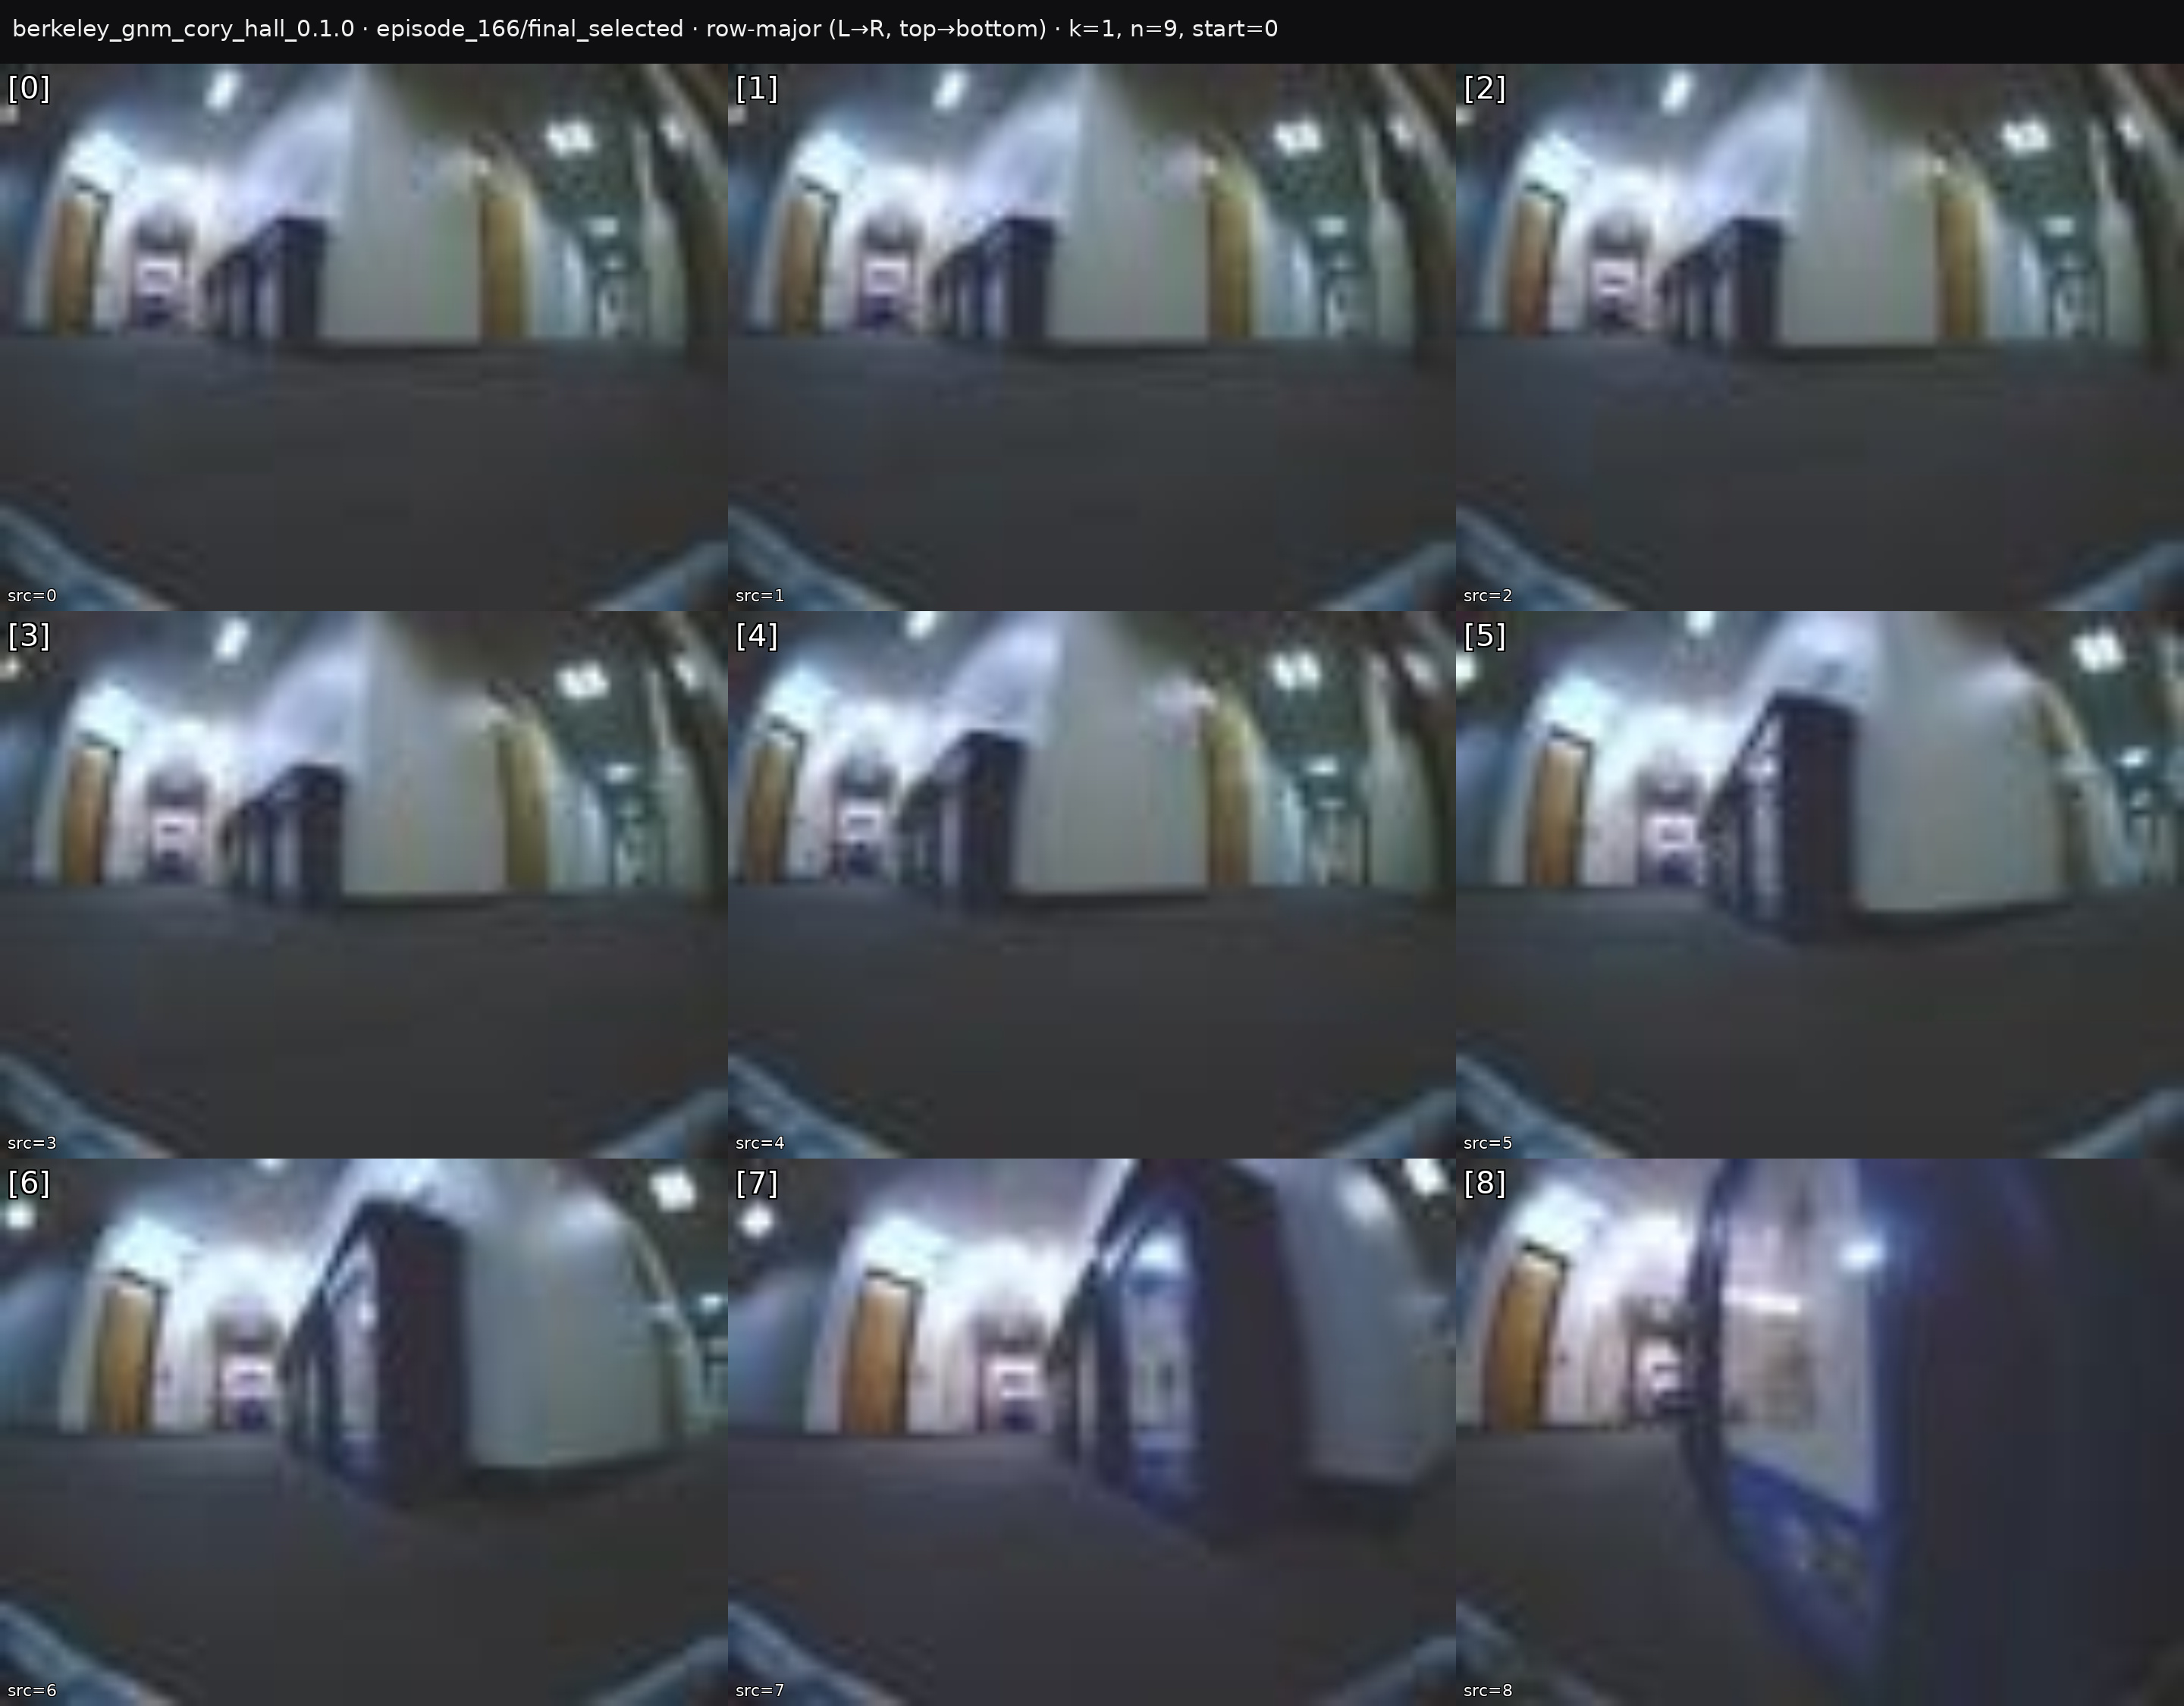 berkeley_gnm_cory_hall_0.1.0 · episode_166/final_selected · row-major (L→R, top→bottom) · k=1, n=9, start=0
[0]
[1]
[2]
src=0
src=1
src=2
[3]
[4]
[5]
src=3
src=4
src=5
[6]
[7]
[8]
src=6
src=7
src=8